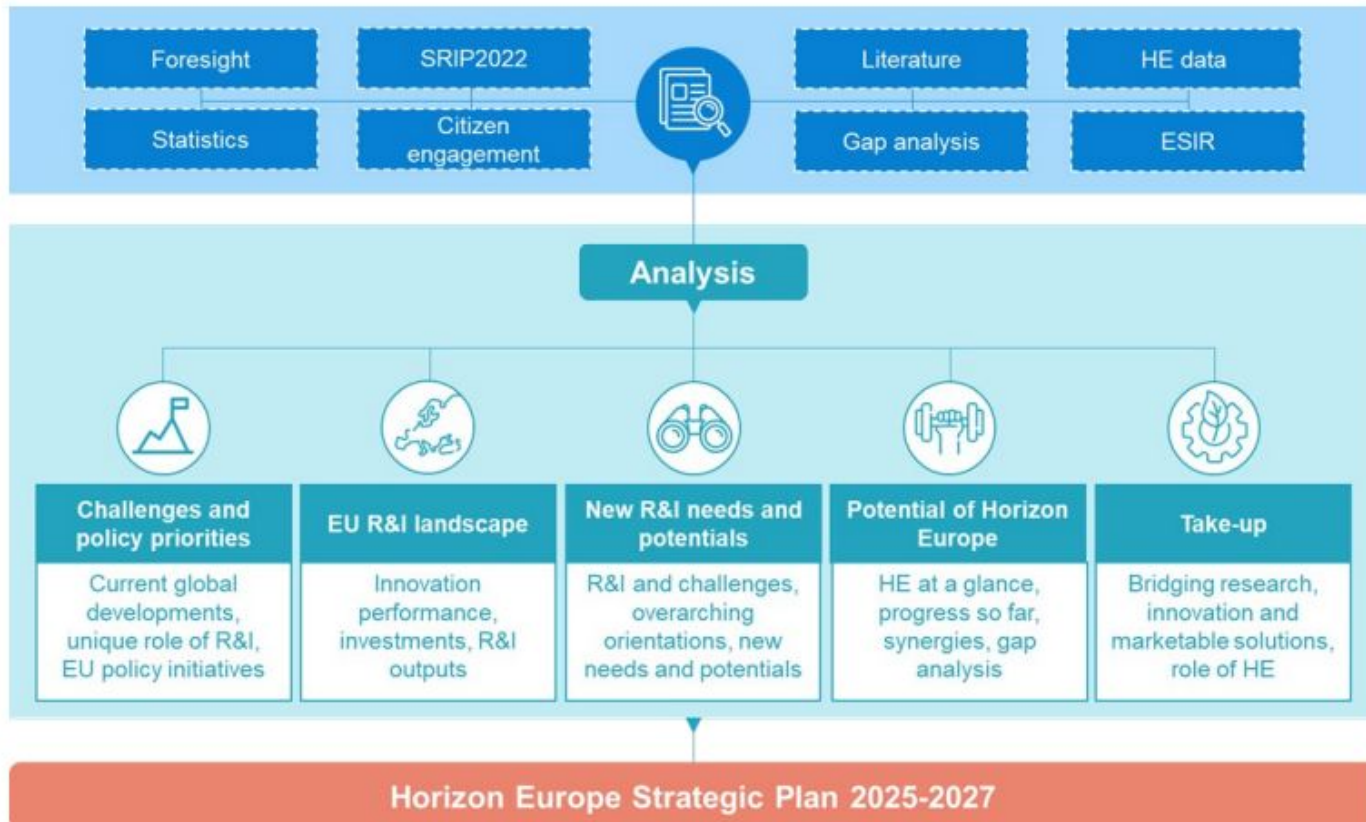 Foresight
SRIP2022
Literature
HE data
Statistics
Citizen
engagement
Gap analysis
ESIR
Analysis
Challenges and
policy priorities
Current global
developments,
unique role of R&I,
EU policy initiatives
EU R&I landscape
Innovation
performance,
investments, R&I
outputs
New R&I needs and
potentials
R&I and challenges,
overarching
orientations, new
needs and potentials
Potential of Horizon
Europe
HE at a glance,
progress so far,
synergies, gap
analysis
Take-up
Bridging research,
innovation and
marketable solutions,
role of HE
Horizon Europe Strategic Plan 2025-2027